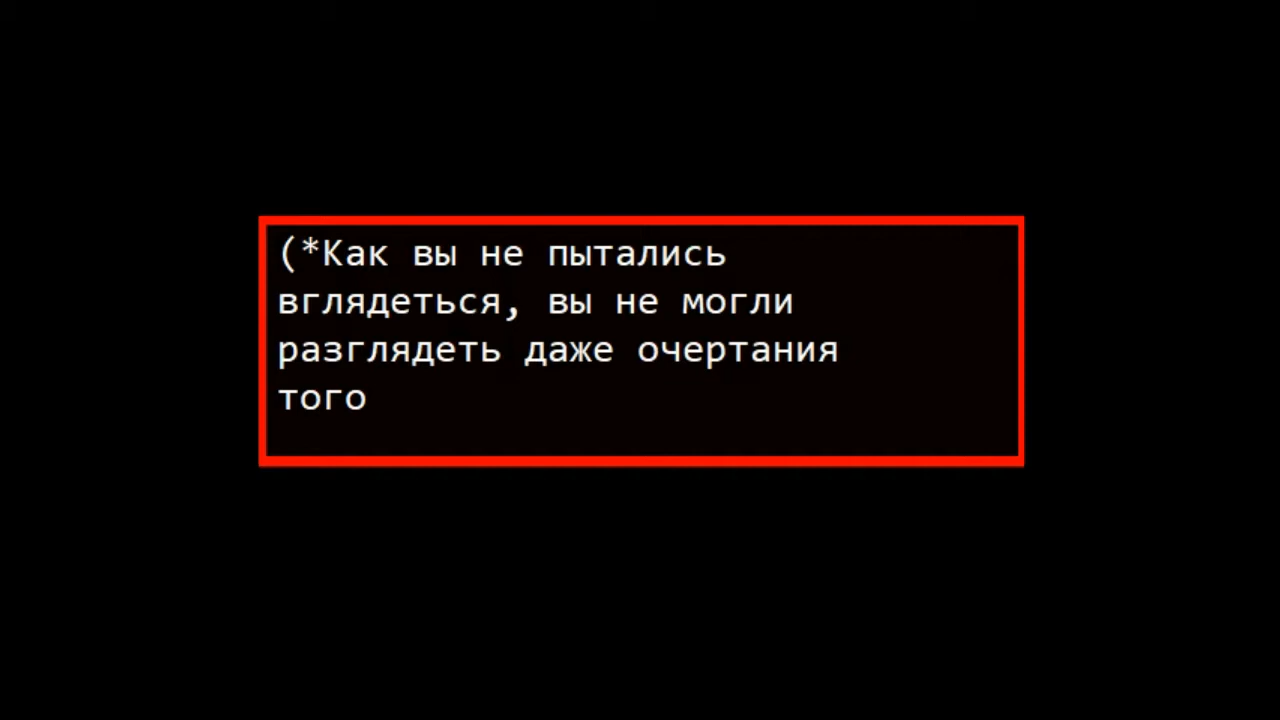 (*Как вы не пытались
вглядеться, вы не могли
разглядеть даже очертания
того